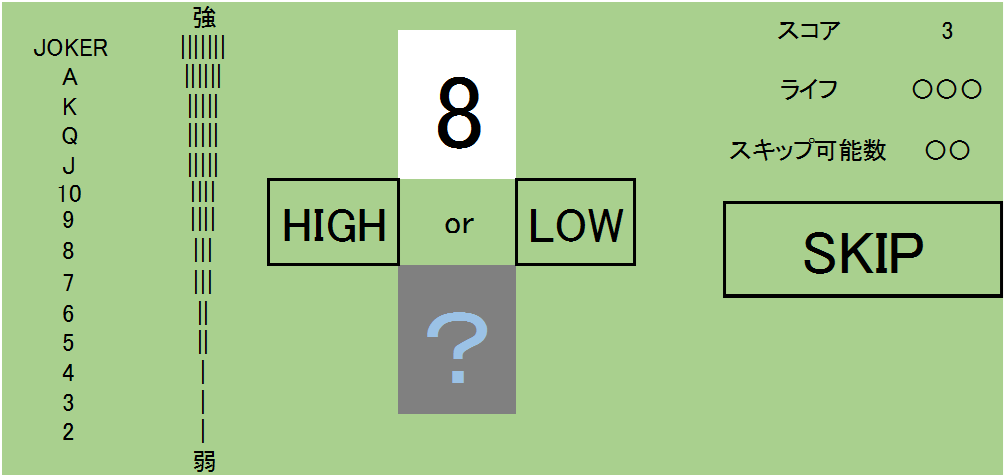 強
JOKER |||||||
A ||||||
K |||||
Q |||||
J |||||
10 ||||
9 ||||
8 |||
7 |||
6 ||
5 ||
4 |
3 |
2 |
弱
8
HIGH or LOW
?
スコア 3
ライフ ○○○
スキップ可能数 ○○
SKIP